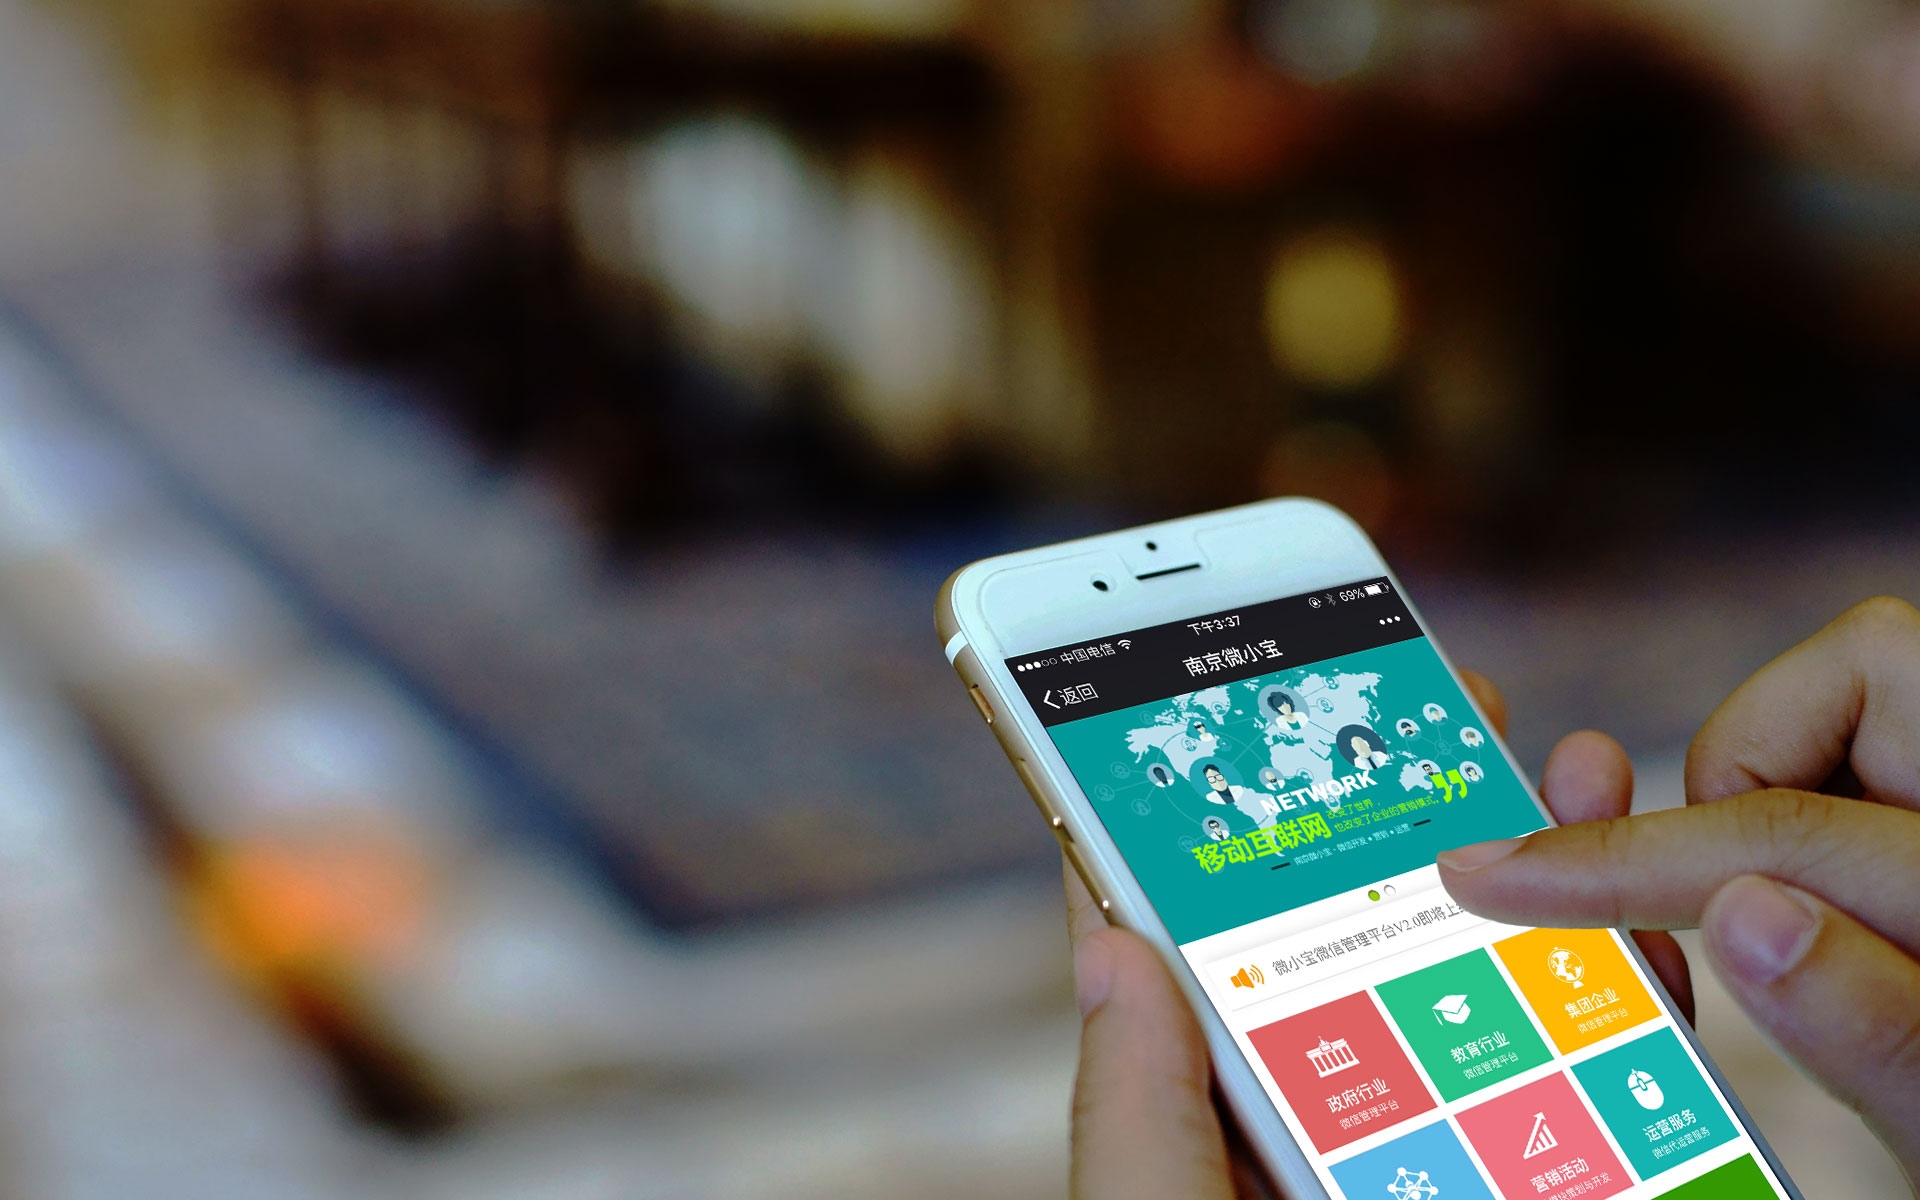 中国电信
下午3:37
69%
返回
南京微小宝
NETWORK
移动互联网
改变了世界
也改变了企业的营销模式
南京微小宝·微信开发●营销●运营
微小宝微信管理平台V2.0即将上
政府行业
微信管理平台
教育行业
微信管理平台
集团企业
微信管理平台
营销活动
策划与开发
运营服务
微信代运营服务